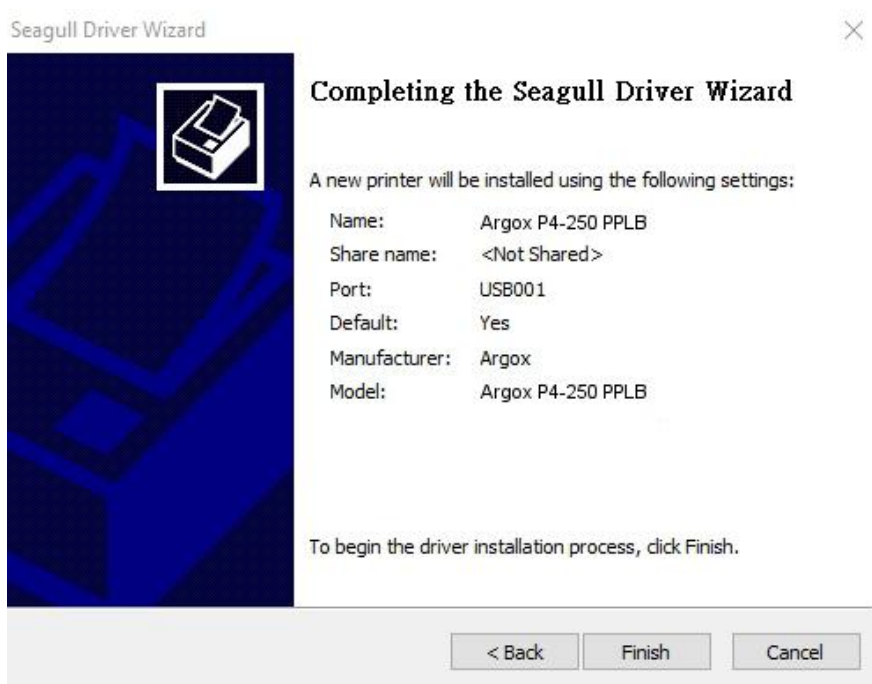 Seagull Driver Wizard
Completing the Seagull Driver Wizard
A new printer will be installed using the following settings:
Name: Argox P4-250 PPLB
Share name: <Not Shared>
Port: USB001
Default: Yes
Manufacturer: Argox
Model: Argox P4-250 PPLB
To begin the driver installation process, click Finish.
< Back Finish Cancel